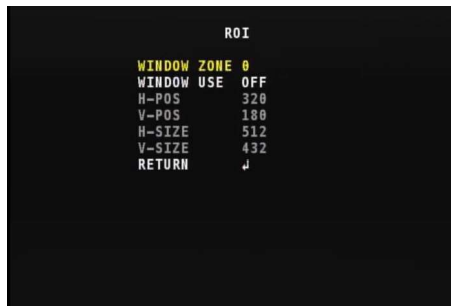 ROI
WINDOW ZONE 0
WINDOW USE OFF
H-POS 320
V-POS 180
H-SIZE 512
V-SIZE 432
RETURN ↲